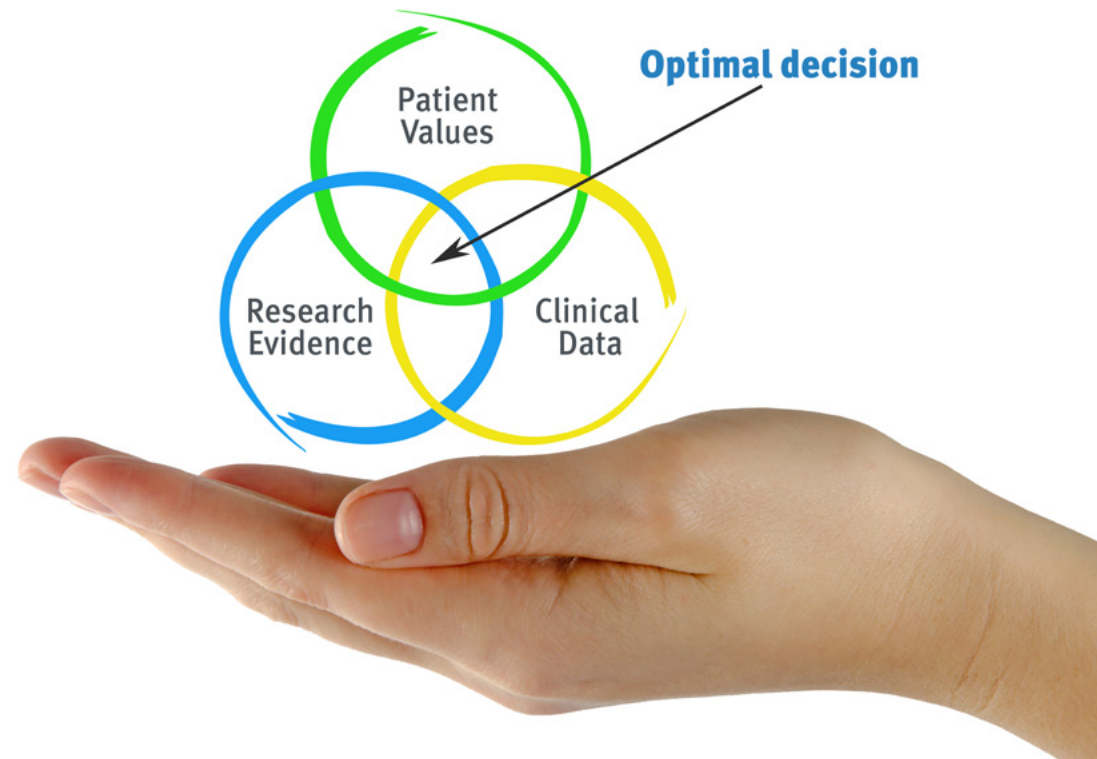 Optimal decision
Patient
Values
Research
Evidence
Clinical
Data